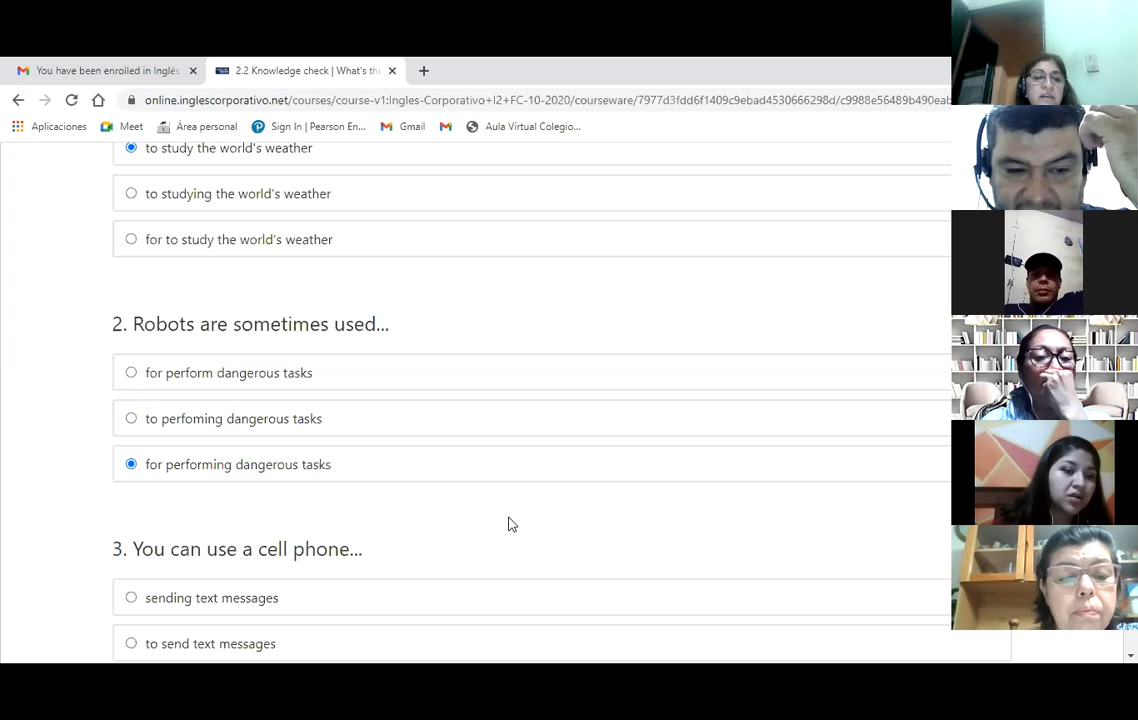 You have been enrolled in Inglés
2.2 Knowledge check | What's thi
online.inglescorporativo.net/courses/course-v1:Ingles-Corporativo+I2+FC-10-2020/courseware/7977d3fdd6f1409c9ebad4530666298d/c9988e56489b490eab
Aplicaciones
Meet
Área personal
Sign In | Pearson En...
Gmail
Aula Virtual Colegio...
to study the world's weather
to studying the world's weather
for to study the world's weather
2. Robots are sometimes used...
for perform dangerous tasks
to perfoming dangerous tasks
for performing dangerous tasks
3. You can use a cell phone...
sending text messages
to send text messages